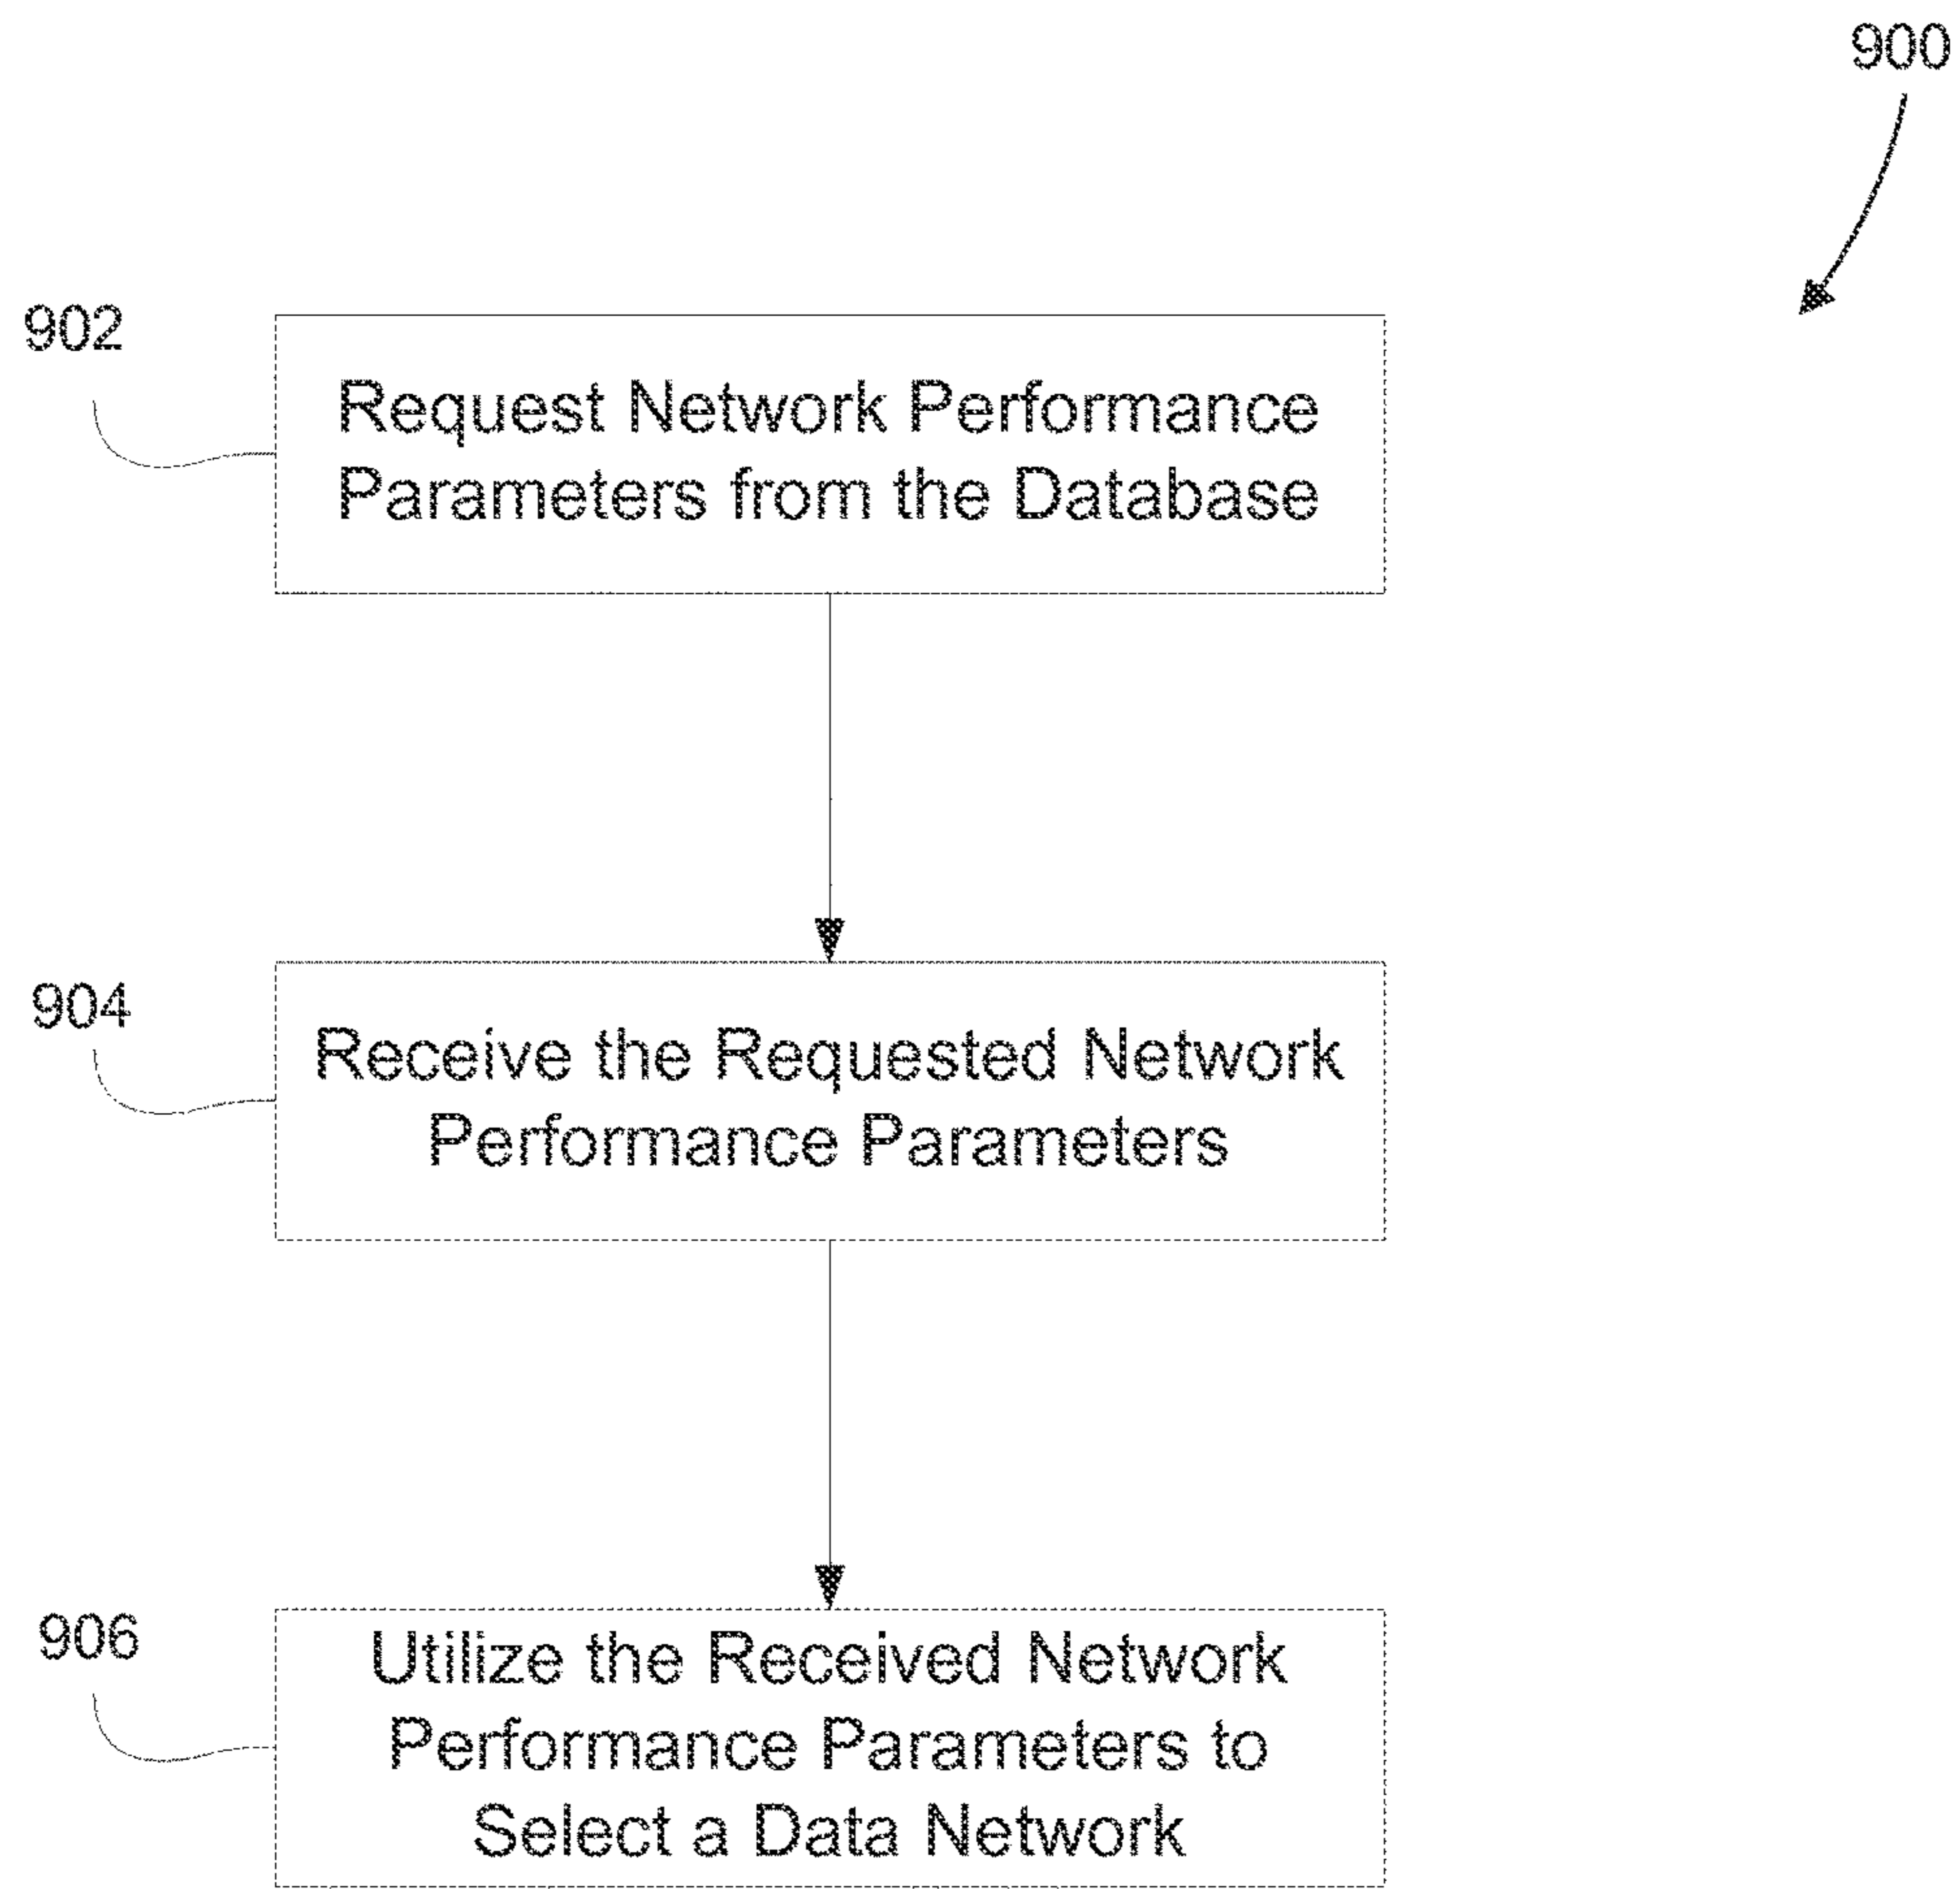 900
902
Request Network Performance
Parameters from the Database
904
Receive the Requested Network
Performance Parameters
906
Utilize the Received Network
Performance Parameters to
Select a Data Network